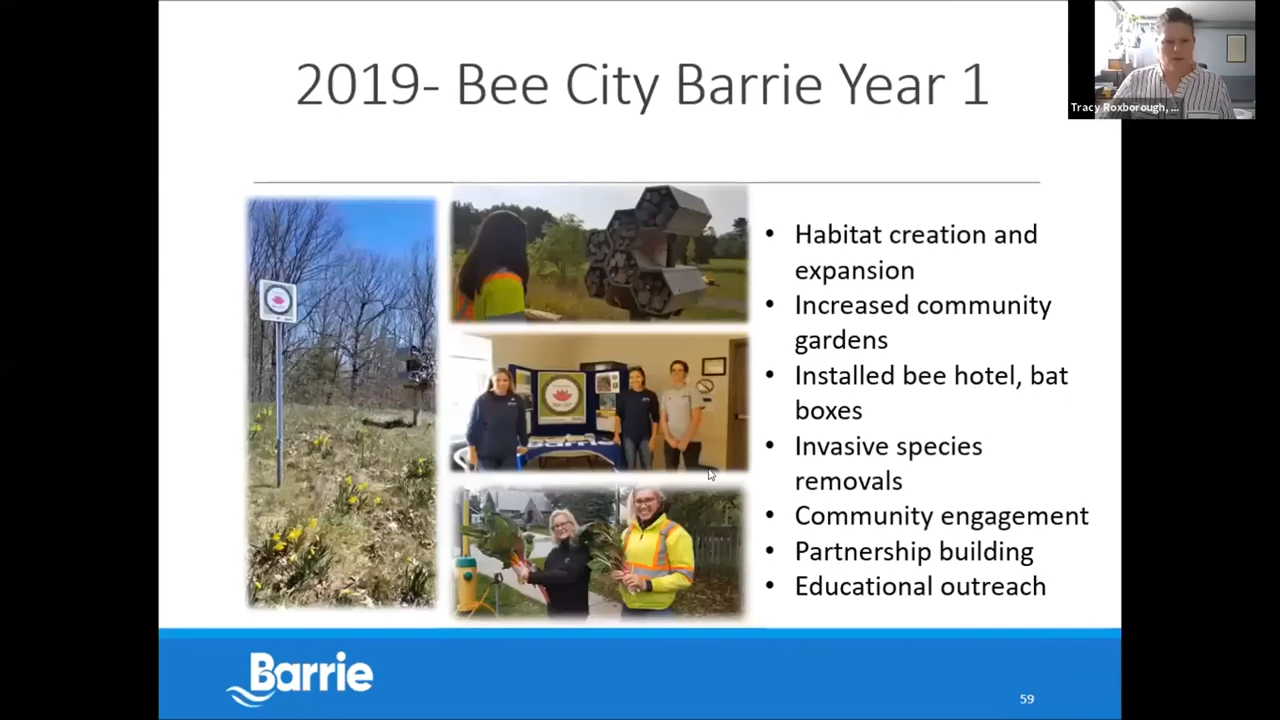 2019- Bee City Barrie Year 1
Tracy Roxborough, ...
• Habitat creation and
expansion
• Increased community
gardens
• Installed bee hotel, bat
boxes
• Invasive species
removals
• Community engagement
• Partnership building
• Educational outreach
Barrie
Barrie
59